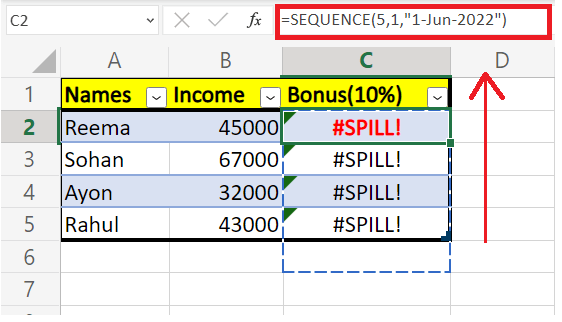 C2 fx =SEQUENCE(5,1,"1-Jun-2022")
A B C D
1 Names Income Bonus(10%)
2 Reema 45000 #SPILL!
3 Sohan 67000 #SPILL!
4 Ayon 32000 #SPILL!
5 Rahul 43000 #SPILL!
6
7